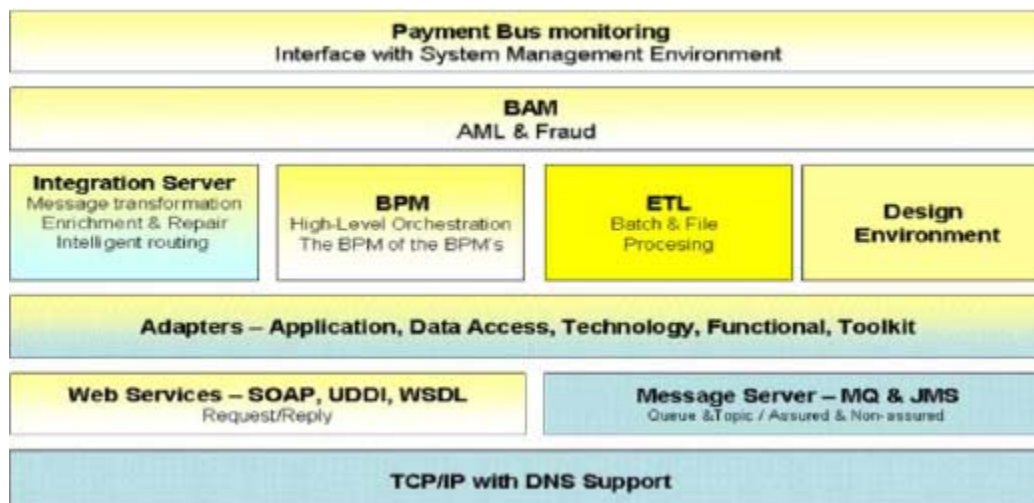 Payment Bus monitoring
Interface with System Management Environment
BAM
AML & Fraud
Integration Server
Message transformation
Enrichment & Repair
Intelligent routing
BPM
High-Level Orchestration
The BPM of the BPM's
ETL
Batch & File
Procesing
Design
Environment
Adapters – Application, Data Access, Technology, Functional, Toolkit
Web Services – SOAP, UDDI, WSDL
Request/Reply
Message Server – MQ & JMS
Queue &Topic / Assured & Non-assured
TCP/IP with DNS Support